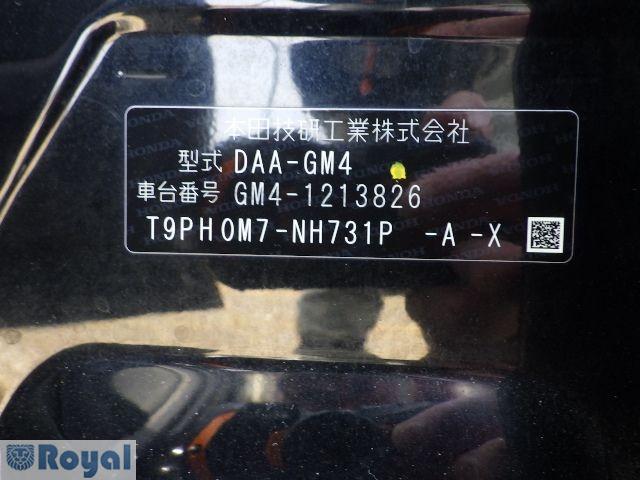 本田技研工業株式会社
型式 DAA-GM4
車台番号 GM4-1213826
T9PH0M7-NH731P -A -X
Royal